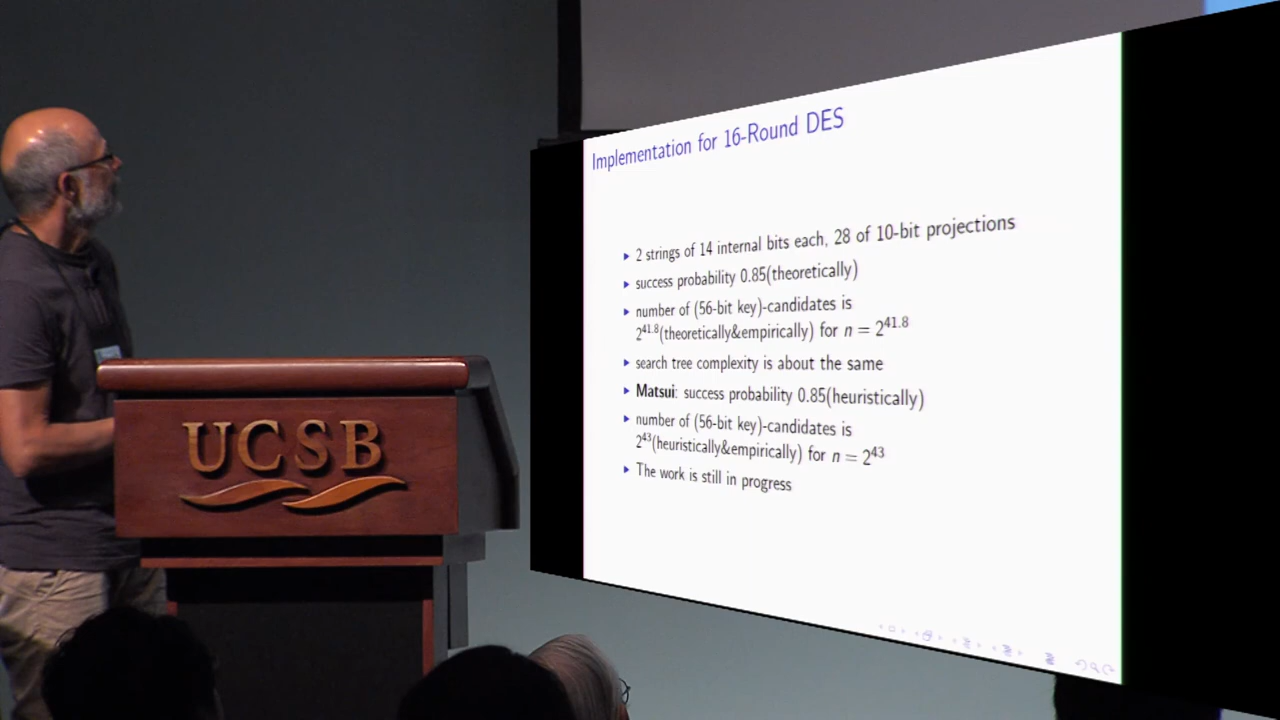 UCSB
Implementation for 16-Round DES
▶ 2 strings of 14 internal bits each, 28 of 10-bit projections
▶ success probability 0.85(theoretically)
▶ number of (56-bit key)-candidates is
2^41.8(theoretically&empirically) for n = 2^41.8
▶ search tree complexity is about the same
▶ Matsui: success probability 0.85(heuristically)
▶ number of (56-bit key)-candidates is
2^43(heuristically&empirically) for n = 2^43
▶ The work is still in progress